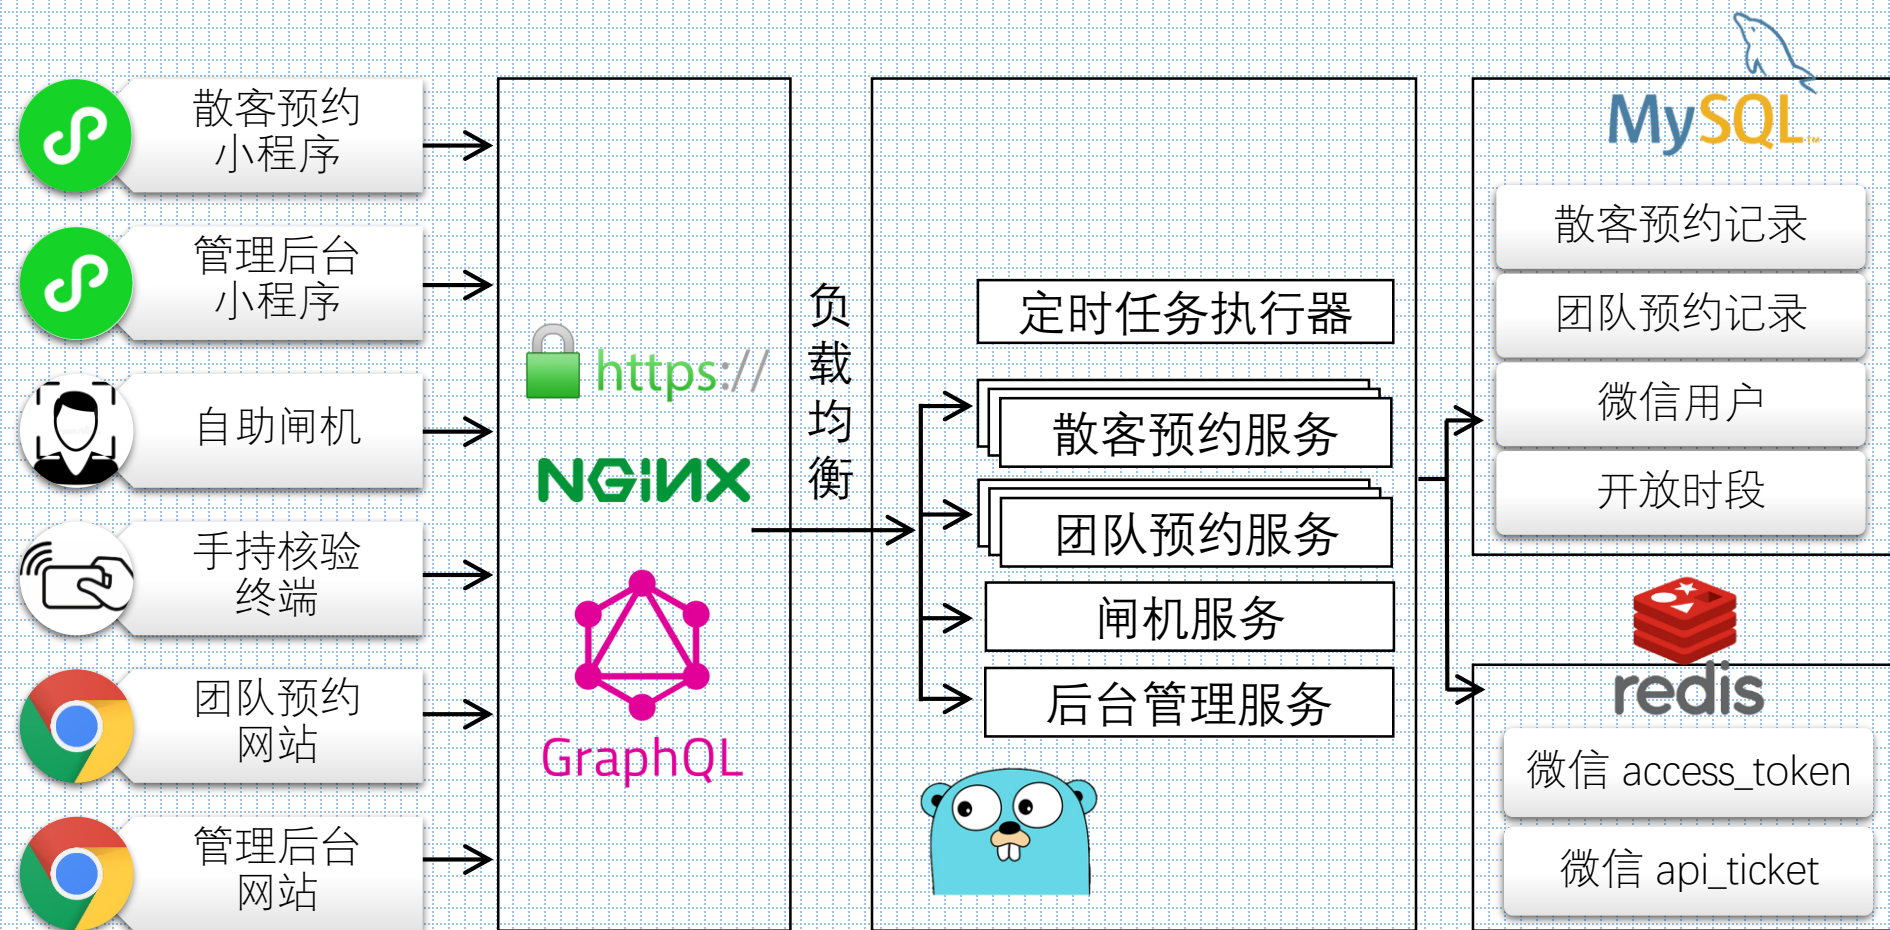 散客预约
小程序
管理后台
小程序
自助闸机
手持核验
终端
团队预约
网站
管理后台
网站
https://
NGiNX
GraphQL
负
载
均
衡
定时任务执行器
散客预约服务
团队预约服务
闸机服务
后台管理服务
MySQL™
散客预约记录
团队预约记录
微信用户
开放时段
redis
微信 access_token
微信 api_ticket